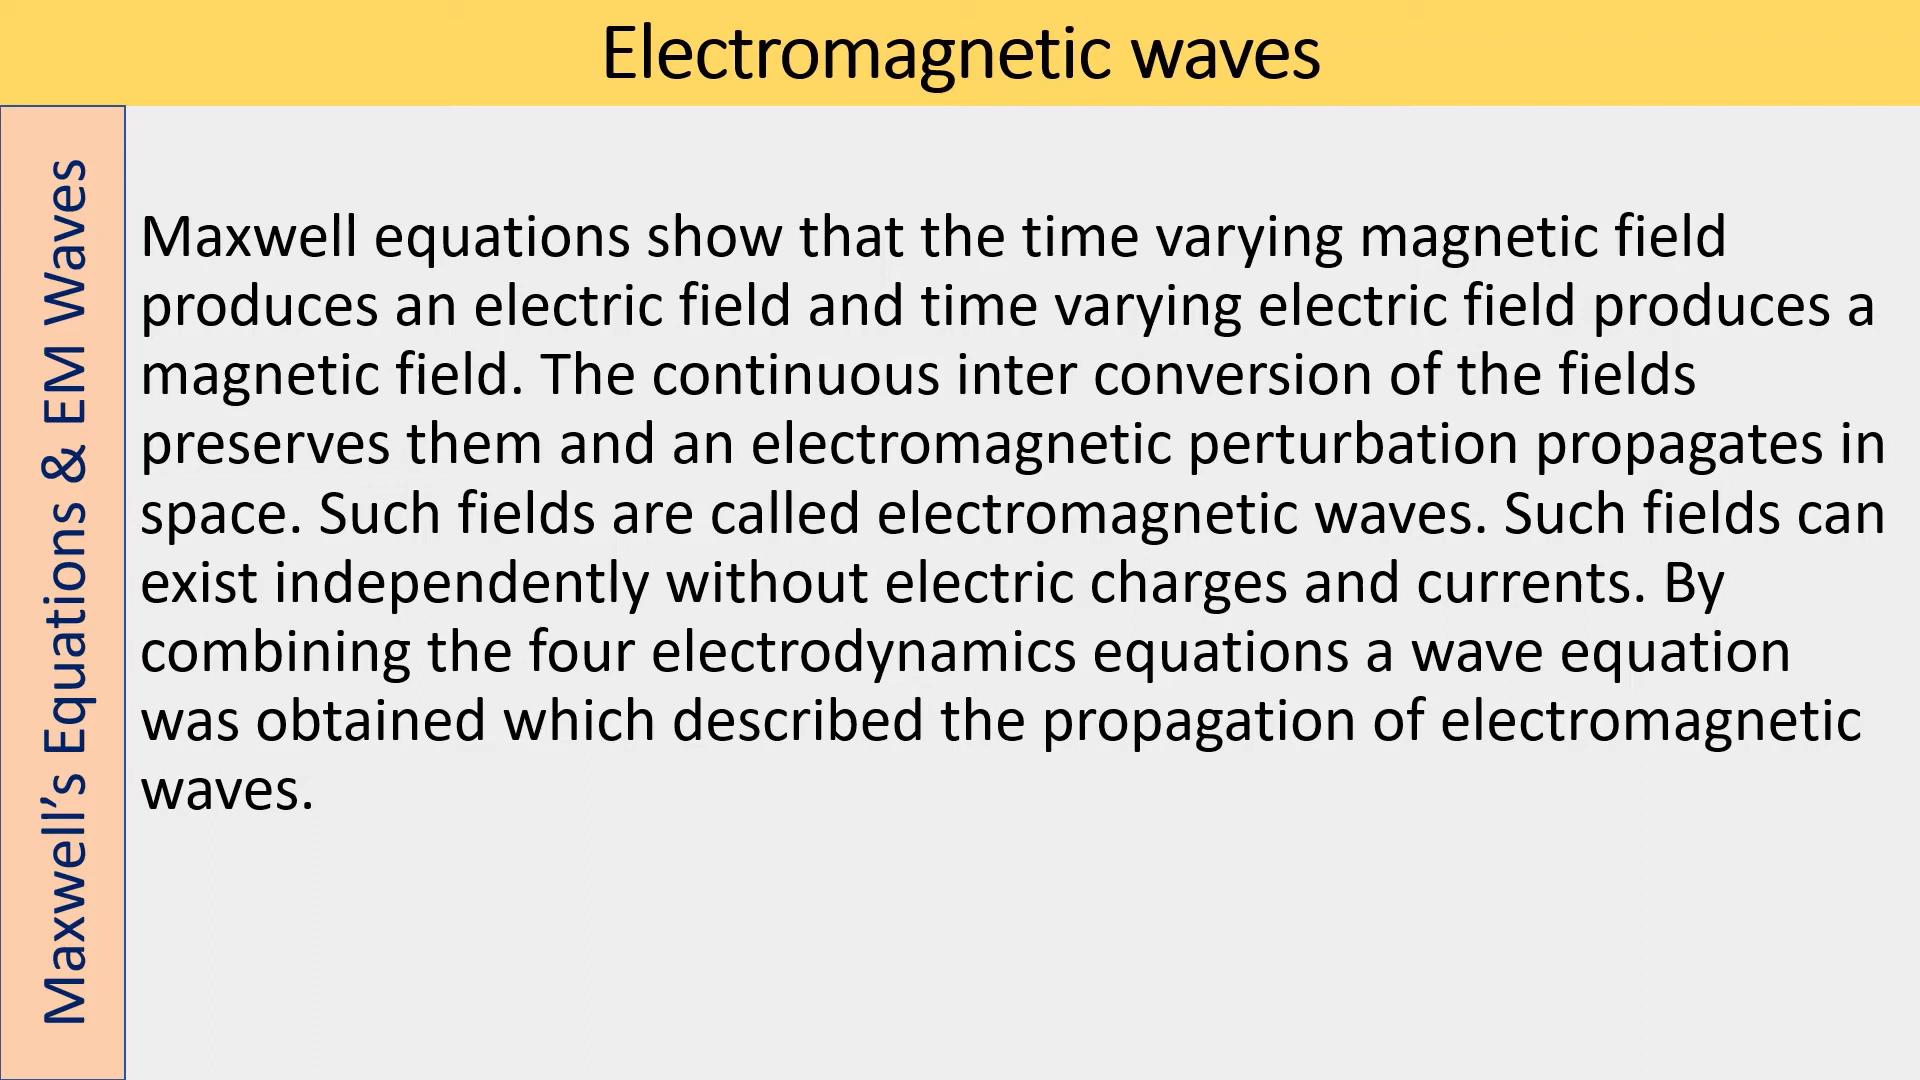 Electromagnetic waves
Maxwell's Equations & EM Waves
Maxwell equations show that the time varying magnetic field
produces an electric field and time varying electric field produces a
magnetic field. The continuous inter conversion of the fields
preserves them and an electromagnetic perturbation propagates in
space. Such fields are called electromagnetic waves. Such fields can
exist independently without electric charges and currents. By
combining the four electrodynamics equations a wave equation
was obtained which described the propagation of electromagnetic
waves.